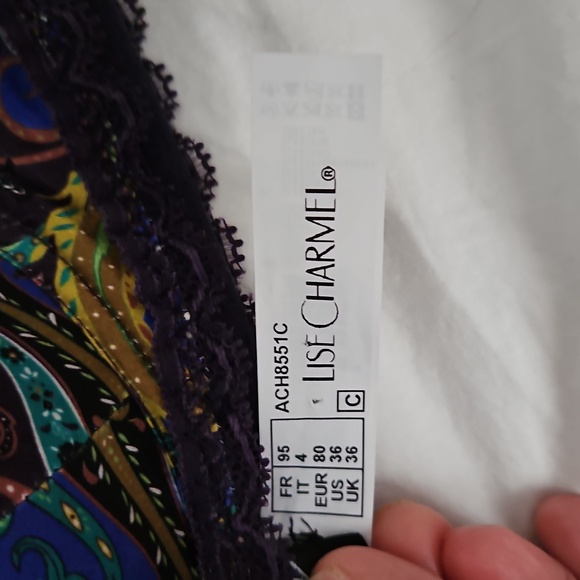 LISE CHARMEL®
ACH8551C
FR 95
IT 4
EUR 80
US 36
UK 36
C